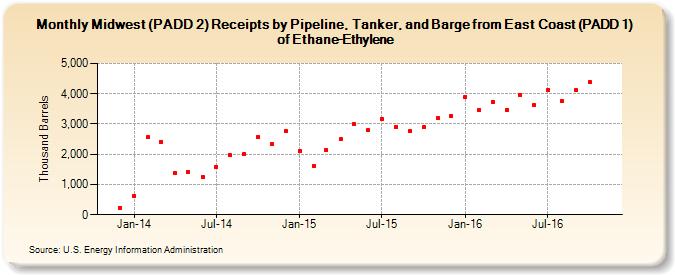 Monthly Midwest (PADD 2) Receipts by Pipeline, Tanker, and Barge from East Coast (PADD 1)
of Ethane-Ethylene
Thousand Barrels
5,000
4,000
3,000
2,000
1,000
0
Jan-14 Jul-14 Jan-15 Jul-15 Jan-16 Jul-16
Source: U.S. Energy Information Administration